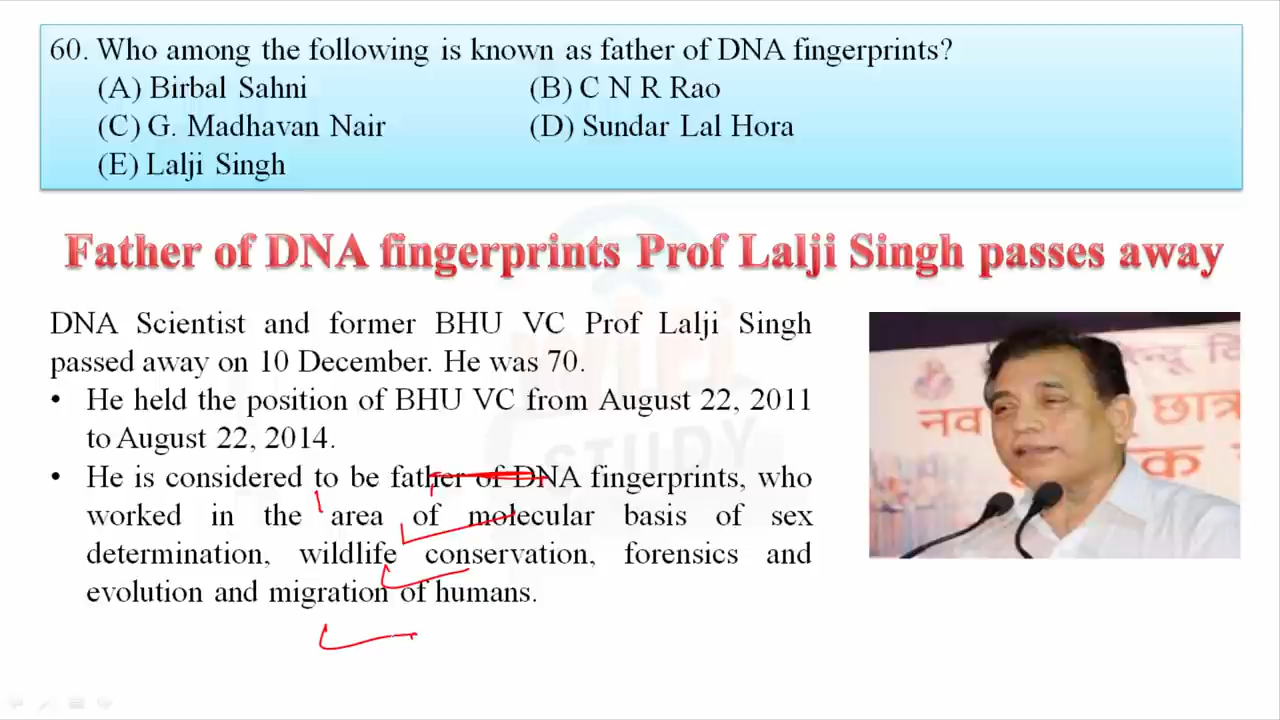 60. Who among the following is known as father of DNA fingerprints?
(A) Birbal Sahni (B) C N R Rao
(C) G. Madhavan Nair (D) Sundar Lal Hora
(E) Lalji Singh
Father of DNA fingerprints Prof Lalji Singh passes away
DNA Scientist and former BHU VC Prof Lalji Singh
passed away on 10 December. He was 70.
• He held the position of BHU VC from August 22, 2011
to August 22, 2014.
• He is considered to be father of DNA fingerprints, who
worked in the area of molecular basis of sex
determination, wildlife conservation, forensics and
evolution and migration of humans.
STUDY
छात्र